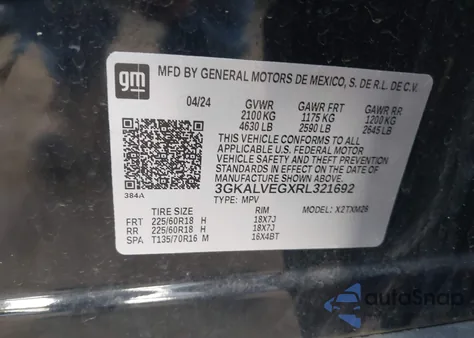 gm
MFD BY GENERAL MOTORS DE MEXICO, S. DE R.L. DE C.V.
04/24 GVWR GAWR FRT GAWR RR
2100 KG 1175 KG 1200 KG
4630 LB 2590 LB 2645 LB
THIS VEHICLE CONFORMS TO ALL
APPLICABLE U.S. FEDERAL MOTOR
VEHICLE SAFETY AND THEFT PREVENTION
STANDARDS IN EFFECT ON THE DATE OF
MANUFACTURE SHOWN ABOVE.
3GKALVEGXRL321692
384A
TYPE: MPV MODEL: X2TXM26
TIRE SIZE RIM
FRT 225/60R18 H 18X7J
RR 225/60R18 H 18X7J
SPA T135/70R16 M 16X4BT
autoSnap